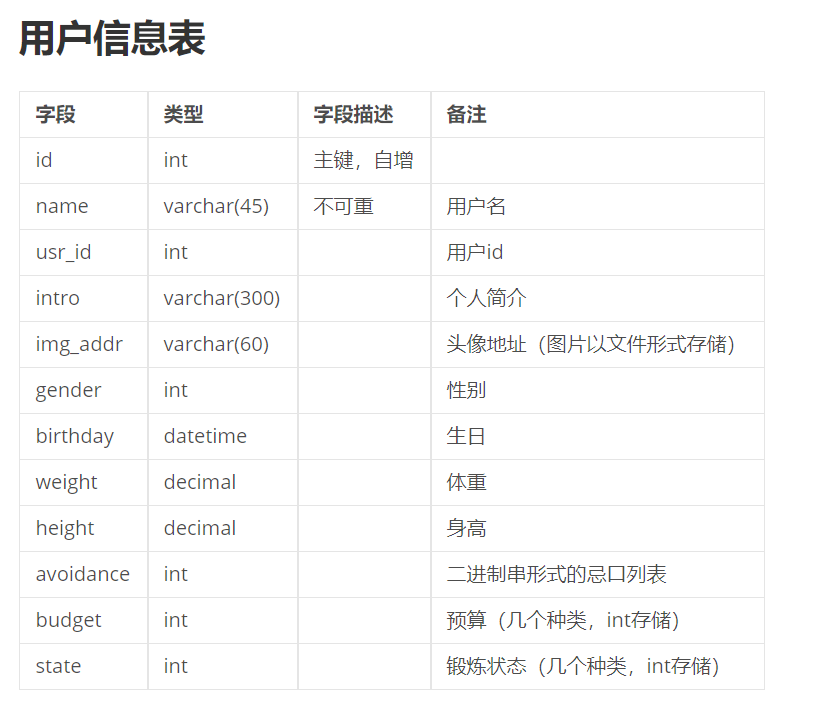 用户信息表
字段 类型 字段描述 备注
id int 主键，自增
name varchar(45) 不可重 用户名
usr_id int 用户id
intro varchar(300) 个人简介
img_addr varchar(60) 头像地址（图片以文件形式存储）
gender int 性别
birthday datetime 生日
weight decimal 体重
height decimal 身高
avoidance int 二进制串形式的忌口列表
budget int 预算（几个种类，int存储）
state int 锻炼状态（几个种类，int存储）